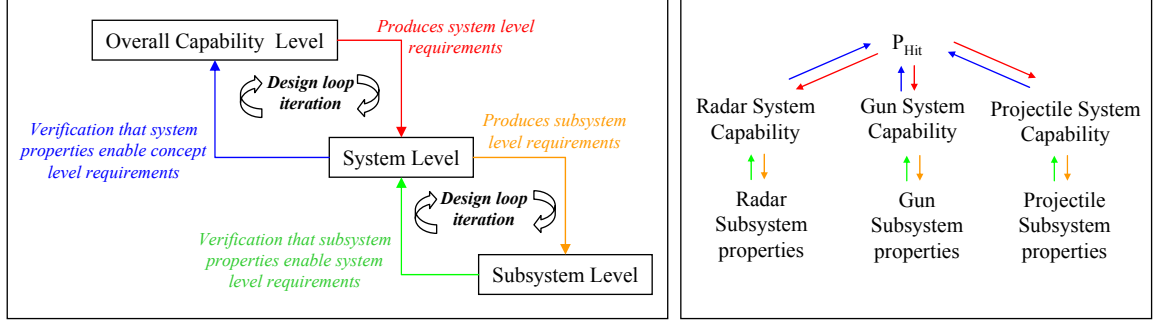 Overall Capability Level
Produces system level
requirements
Design loop
iteration
Verification that system
properties enable concept
level requirements
System Level
Produces subsystem
level requirements
Design loop
iteration
Verification that subsystem
properties enable system
level requirements
Subsystem Level
P_Hit
Radar System
Capability
Gun System
Capability
Projectile System
Capability
Radar
Subsystem
properties
Gun
Subsystem
properties
Projectile
Subsystem
properties